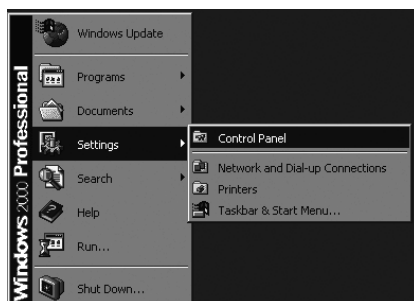 Windows 2000 Professional
Windows Update
Programs
Documents
Settings
Search
Help
Run...
Shut Down...
Control Panel
Network and Dial-up Connections
Printers
Taskbar & Start Menu...